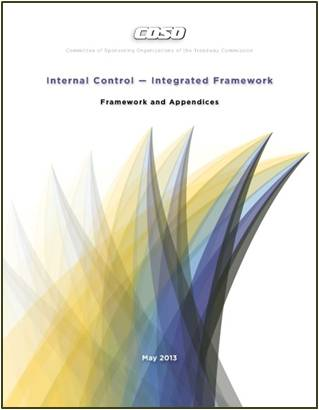 COSO
Committee of Sponsoring Organizations of the Treadway Commission
Internal Control — Integrated Framework
Framework and Appendices
May 2013